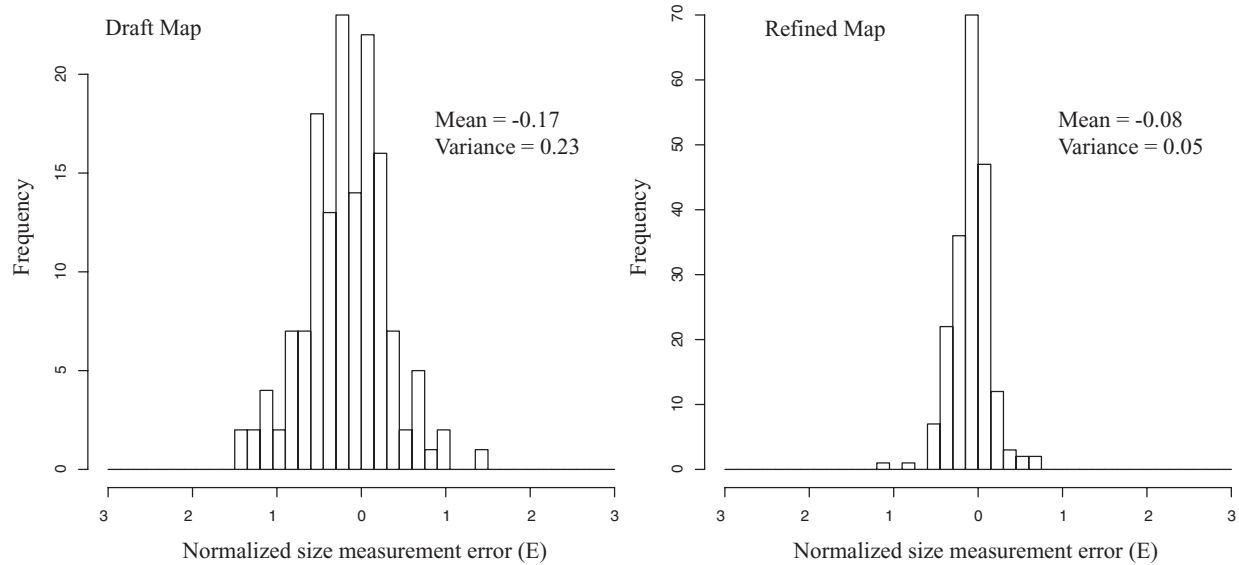 Draft Map
Mean = -0.17
Variance = 0.23
Frequency
0
5
10
15
20
3 2 1 0 1 2 3
Normalized size measurement error (E)
Refined Map
Mean = -0.08
Variance = 0.05
Frequency
0
10
20
30
40
50
60
70
3 2 1 0 1 2 3
Normalized size measurement error (E)